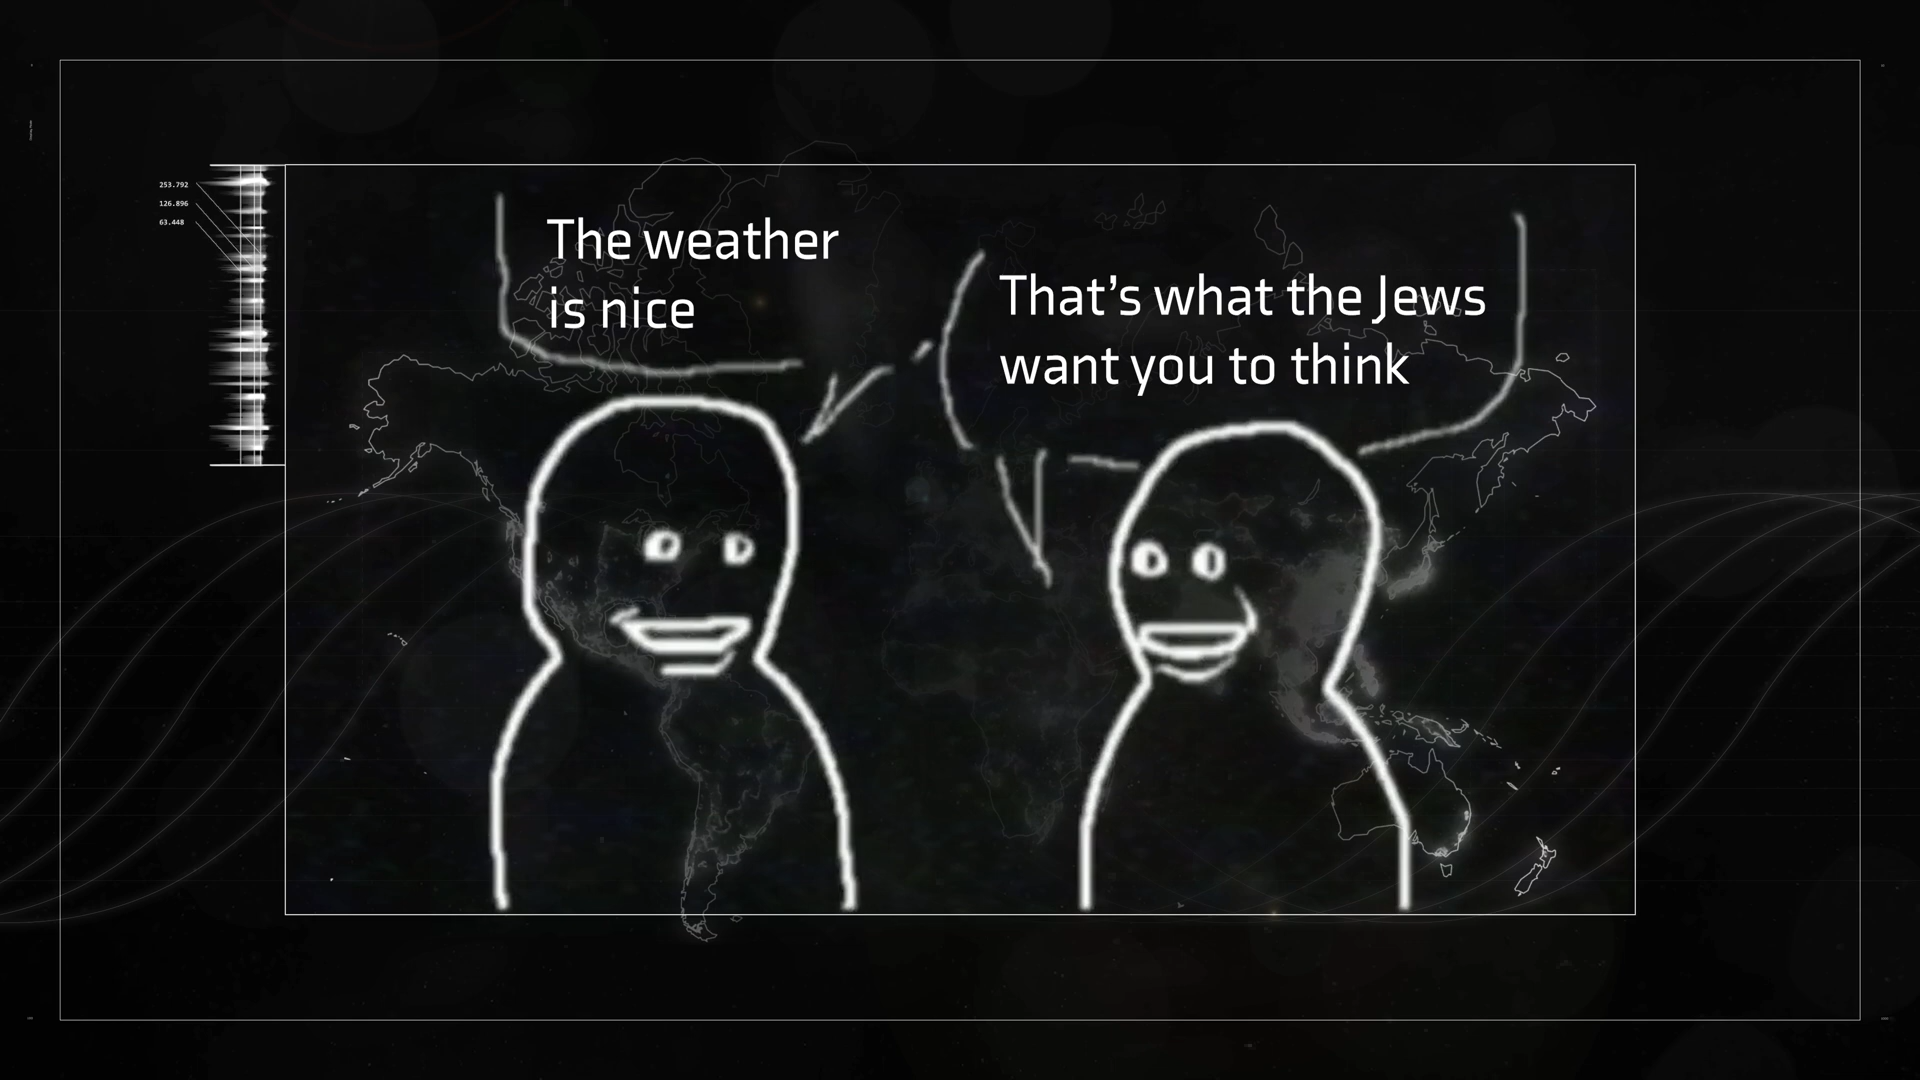 253.792
126.896
63.448
The weather
is nice
That's what the Jews
want you to think